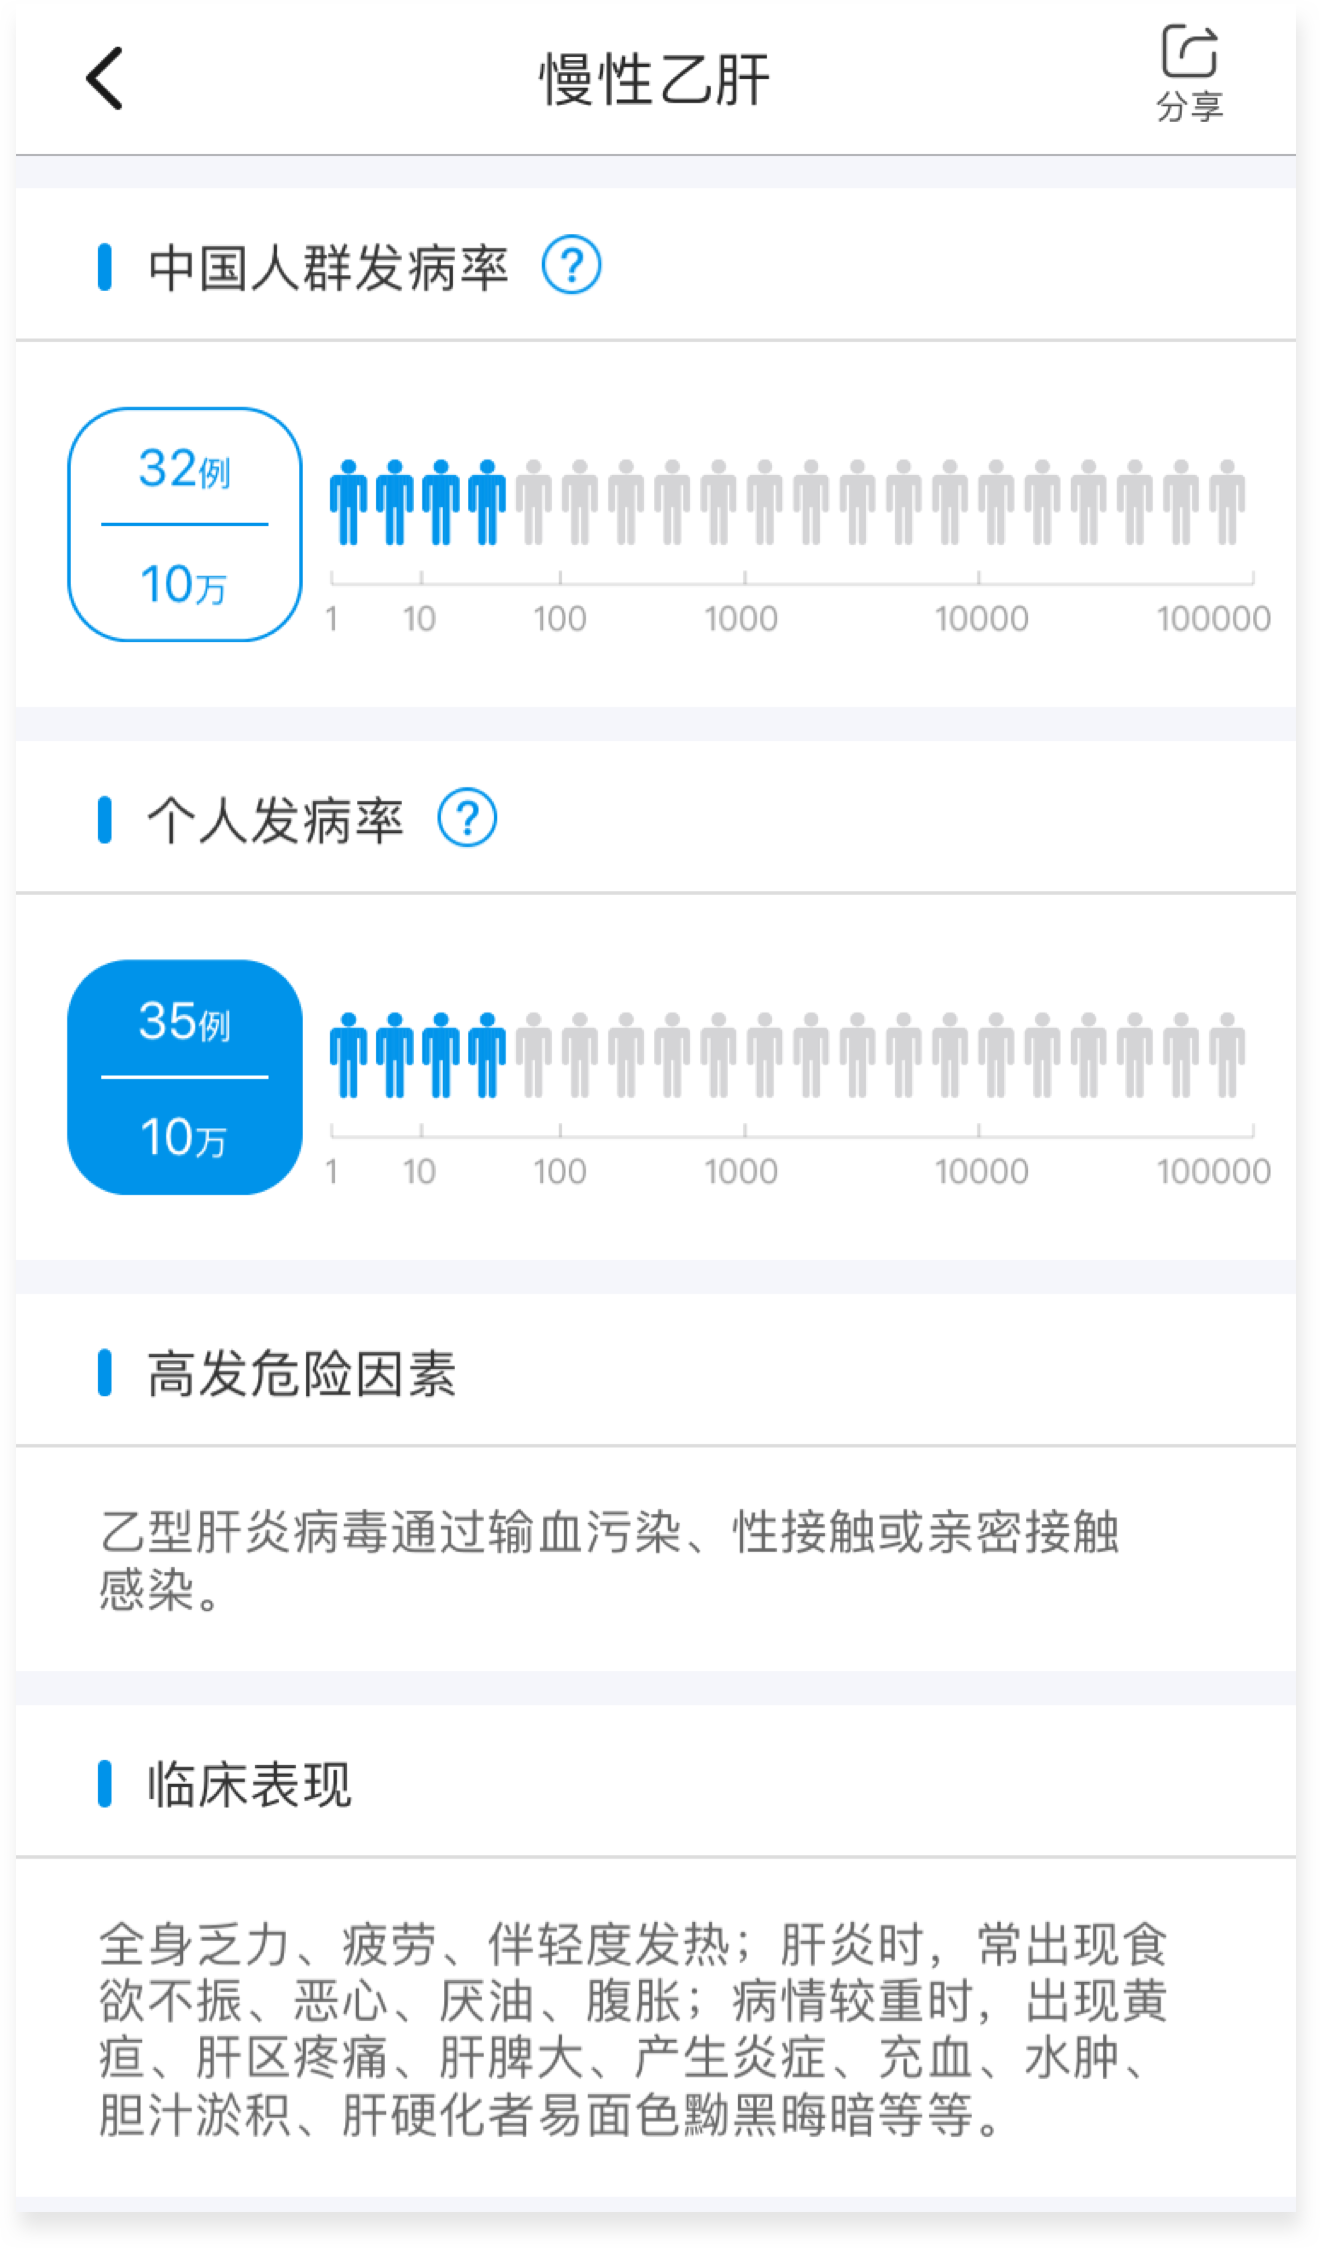 慢性乙肝
分享
中国人群发病率 ?
32例
10万
1 10 100 1000 10000 100000
个人发病率 ?
35例
10万
1 10 100 1000 10000 100000
高发危险因素
乙型肝炎病毒通过输血污染、性接触或亲密接触
感染。
临床表现
全身乏力、疲劳、伴轻度发热；肝炎时，常出现食
欲不振、恶心、厌油、腹胀；病情较重时，出现黄
疸、肝区疼痛、肝脾大、产生炎症、充血、水肿、
胆汁淤积、肝硬化者易面色黝黑晦暗等等。